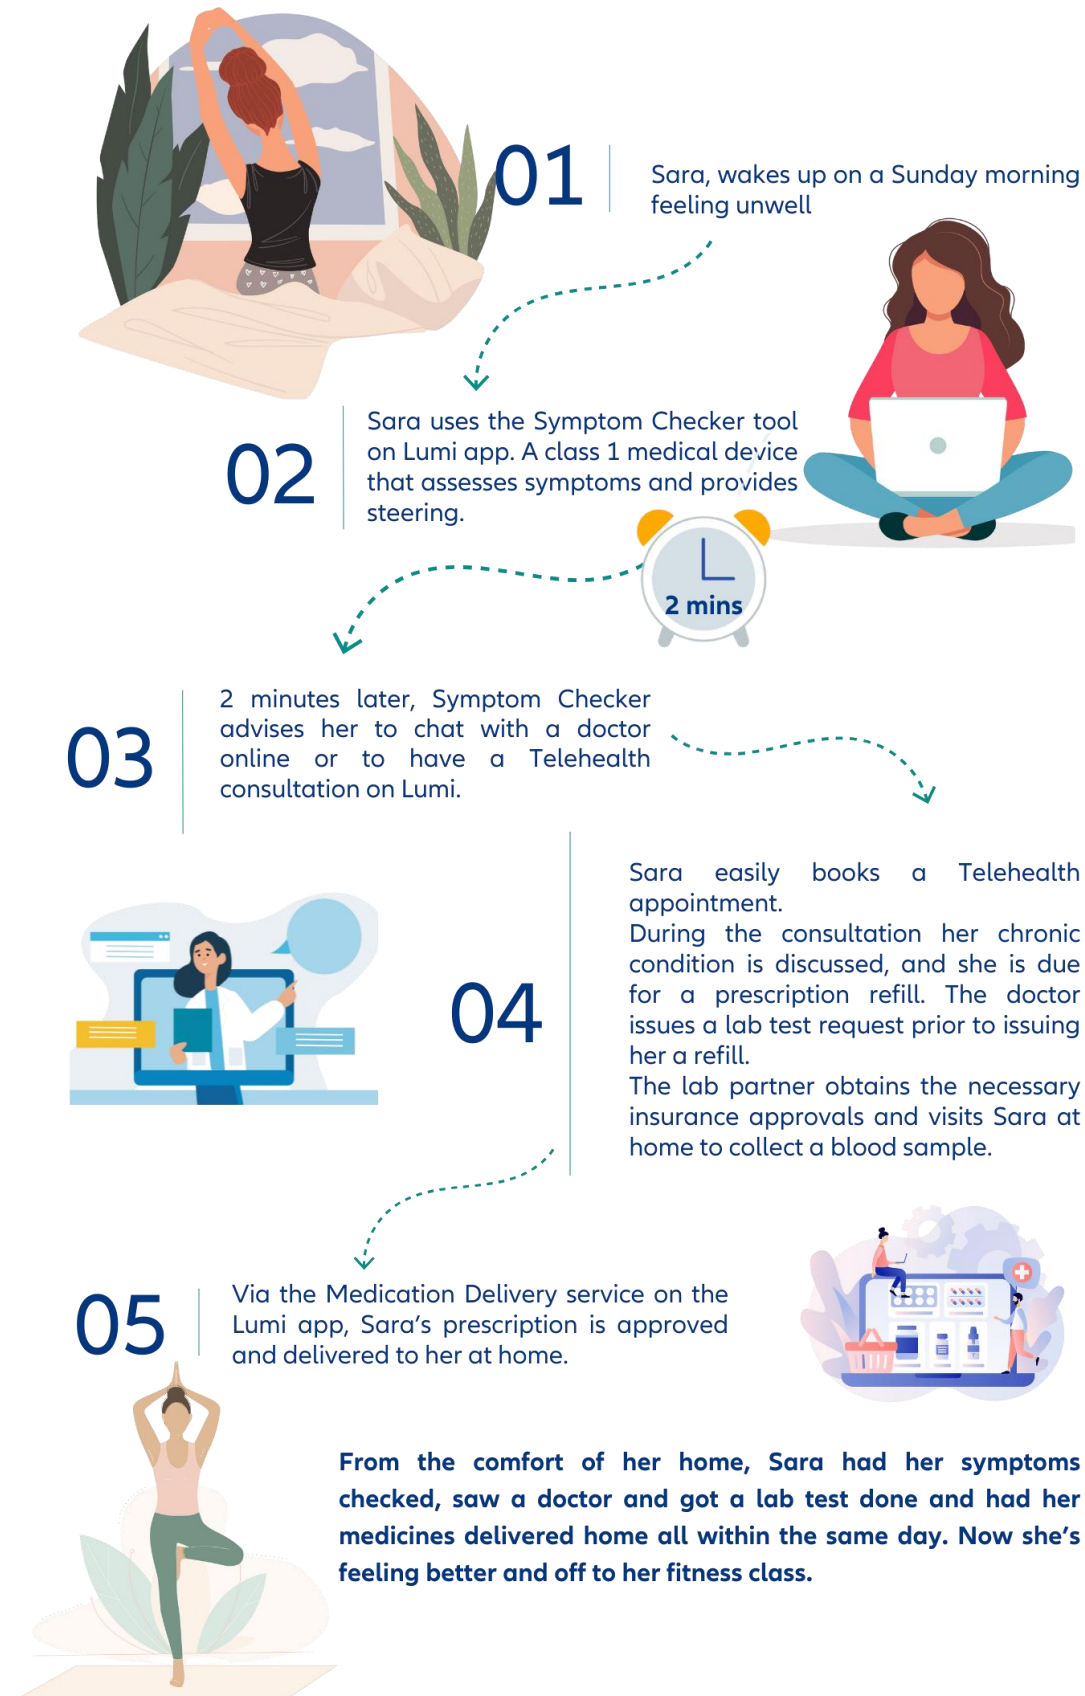 01
Sara, wakes up on a Sunday morning
feeling unwell
02
Sara uses the Symptom Checker tool
on Lumi app. A class 1 medical device
that assesses symptoms and provides
steering.
2 mins
03
2 minutes later, Symptom Checker
advises her to chat with a doctor
online or to have a Telehealth
consultation on Lumi.
04
Sara easily books a Telehealth
appointment.
During the consultation her chronic
condition is discussed, and she is due
for a prescription refill. The doctor
issues a lab test request prior to issuing
her a refill.
The lab partner obtains the necessary
insurance approvals and visits Sara at
home to collect a blood sample.
05
Via the Medication Delivery service on the
Lumi app, Sara’s prescription is approved
and delivered to her at home.
From the comfort of her home, Sara had her symptoms
checked, saw a doctor and got a lab test done and had her
medicines delivered home all within the same day. Now she’s
feeling better and off to her fitness class.